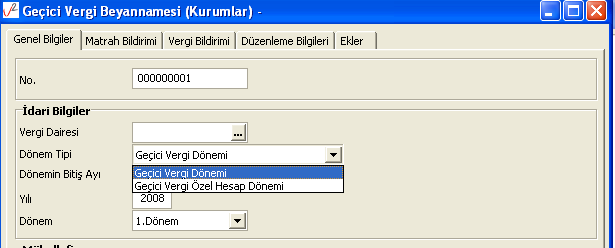 Geçici Vergi Beyannamesi (Kurumlar) -
Genel Bilgiler Matrah Bildirimi Vergi Bildirimi Düzenleme Bilgileri Ekler
No. 000000001
İdari Bilgiler
Vergi Dairesi ...
Dönem Tipi Geçici Vergi Dönemi
Dönemin Bitiş Ayı Geçici Vergi Dönemi
Geçici Vergi Özel Hesap Dönemi
Yılı 2008
Dönem 1.Dönem